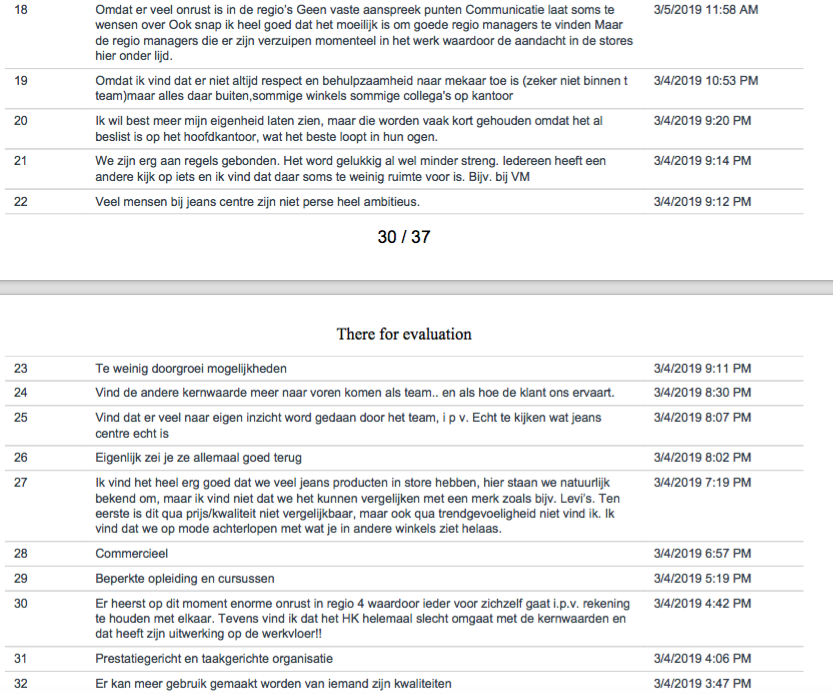 18 Omdat er veel onrust is in de regio's Geen vaste aanspreek punten Communicatie laat soms te 3/5/2019 11:58 AM
wensen over Ook snap ik heel goed dat het moeilijk is om goede regio managers te vinden Maar
de regio managers die er zijn verzuipen momenteel in het werk waardoor de aandacht in de stores
hier onder lijd.
19 Omdat ik vind dat er niet altijd respect en behulpzaamheid naar mekaar toe is (zeker niet binnen t 3/4/2019 10:53 PM
team)maar alles daar buiten,sommige winkels sommige collega's op kantoor
20 Ik wil best meer mijn eigenheid laten zien, maar die worden vaak kort gehouden omdat het al 3/4/2019 9:20 PM
beslist is op het hoofdkantoor, wat het beste loopt in hun ogen.
21 We zijn erg aan regels gebonden. Het word gelukkig al wel minder streng. Iedereen heeft een 3/4/2019 9:14 PM
andere kijk op iets en ik vind dat daar soms te weinig ruimte voor is. Bijv. bij VM
22 Veel mensen bij jeans centre zijn niet perse heel ambitieus. 3/4/2019 9:12 PM
30 / 37
There for evaluation
23 Te weinig doorgroei mogelijkheden 3/4/2019 9:11 PM
24 Vind de andere kernwaarde meer naar voren komen als team.. en als hoe de klant ons ervaart. 3/4/2019 8:30 PM
25 Vind dat er veel naar eigen inzicht word gedaan door het team, i p v. Echt te kijken wat jeans 3/4/2019 8:07 PM
centre echt is
26 Eigenlijk zei je ze allemaal goed terug 3/4/2019 8:02 PM
27 Ik vind het heel erg goed dat we veel jeans producten in store hebben, hier staan we natuurlijk 3/4/2019 7:19 PM
bekend om, maar ik vind niet dat we het kunnen vergelijken met een merk zoals bijv. Levi's. Ten
eerste is dit qua prijs/kwaliteit niet vergelijkbaar, maar ook qua trendgevoeligheid niet vind ik. Ik
vind dat we op mode achterlopen met wat je in andere winkels ziet helaas.
28 Commercieel 3/4/2019 6:57 PM
29 Beperkte opleiding en cursussen 3/4/2019 5:19 PM
30 Er heerst op dit moment enorme onrust in regio 4 waardoor ieder voor zichzelf gaat i.p.v. rekening 3/4/2019 4:42 PM
te houden met elkaar. Tevens vind ik dat het HK helemaal slecht omgaat met de kernwaarden en
dat heeft zijn uitwerking op de werkvloer!!
31 Prestatiegericht en taakgerichte organisatie 3/4/2019 4:06 PM
32 Er kan meer gebruik gemaakt worden van iemand zijn kwaliteiten 3/4/2019 3:47 PM